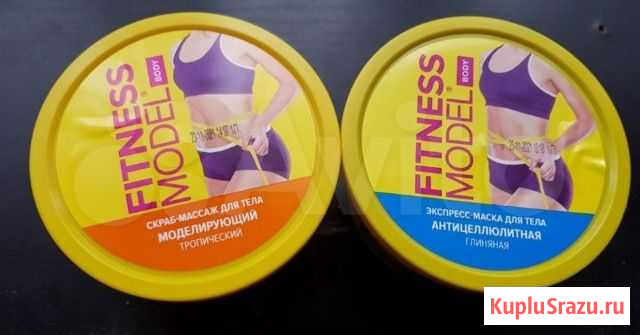 FITNESS
MODEL®
BODY
СКРАБ-МАССАЖ ДЛЯ ТЕЛА
МОДЕЛИРУЮЩИЙ
ТРОПИЧЕСКИЙ
FITNESS
MODEL®
BODY
ЭКСПРЕСС-МАСКА ДЛЯ ТЕЛА
АНТИЦЕЛЛЮЛИТНАЯ
ГЛИНЯНАЯ
KupluSrazu.ru